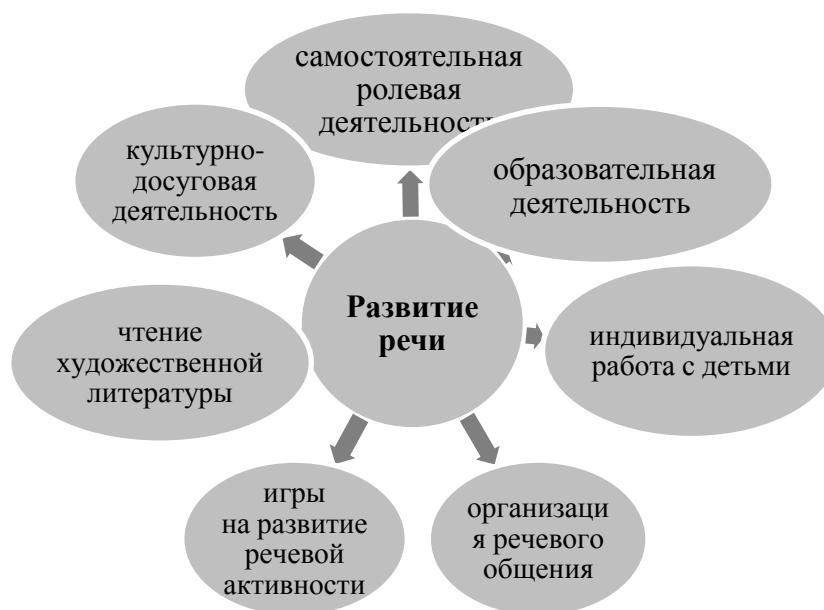 самостоятельная
ролевая
деятельность
культурно-
досуговая
деятельность
образовательная
деятельность
Развитие
речи
чтение
художественной
литературы
индивидуальная
работа с детьми
игры
на развитие
речевой
активности
организаци
я речевого
общения